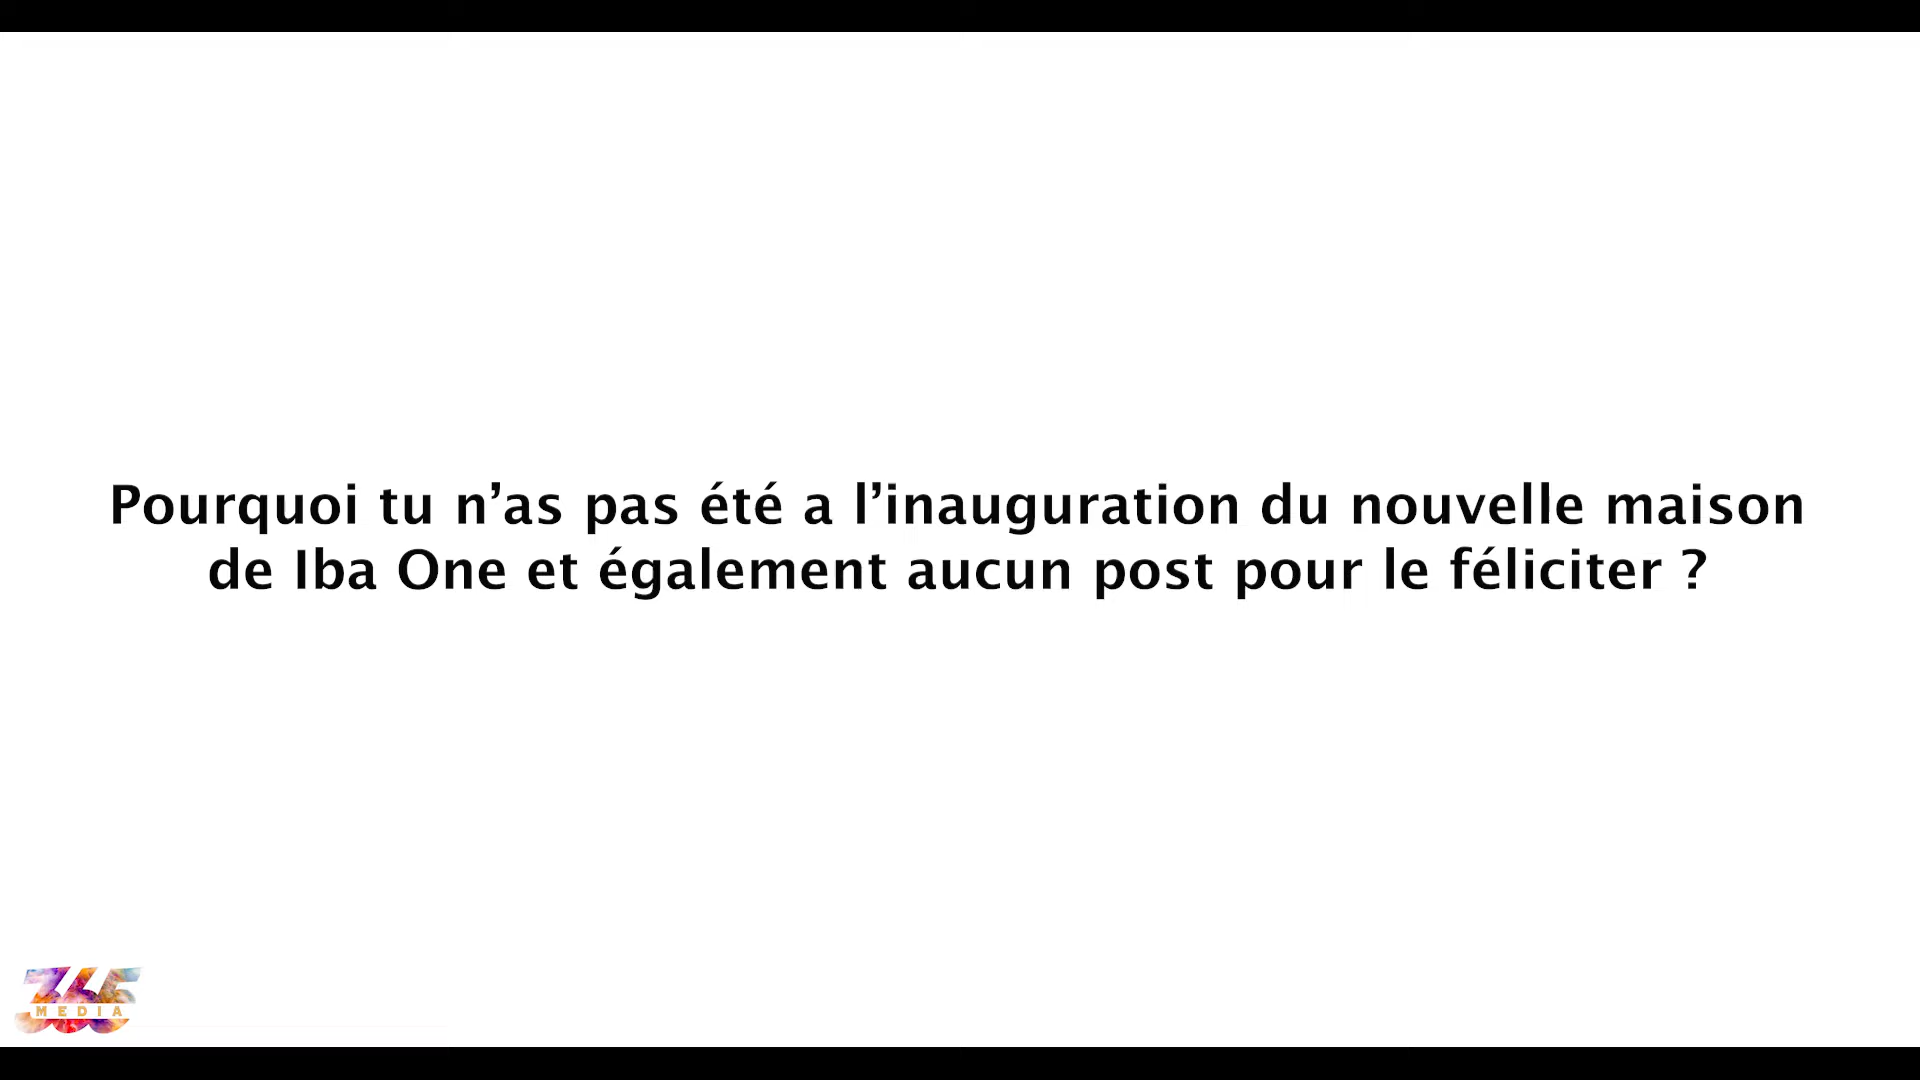 Pourquoi tu n’as pas été a l’inauguration du nouvelle maison
de Iba One et également aucun post pour le féliciter ?
365
MEDIA